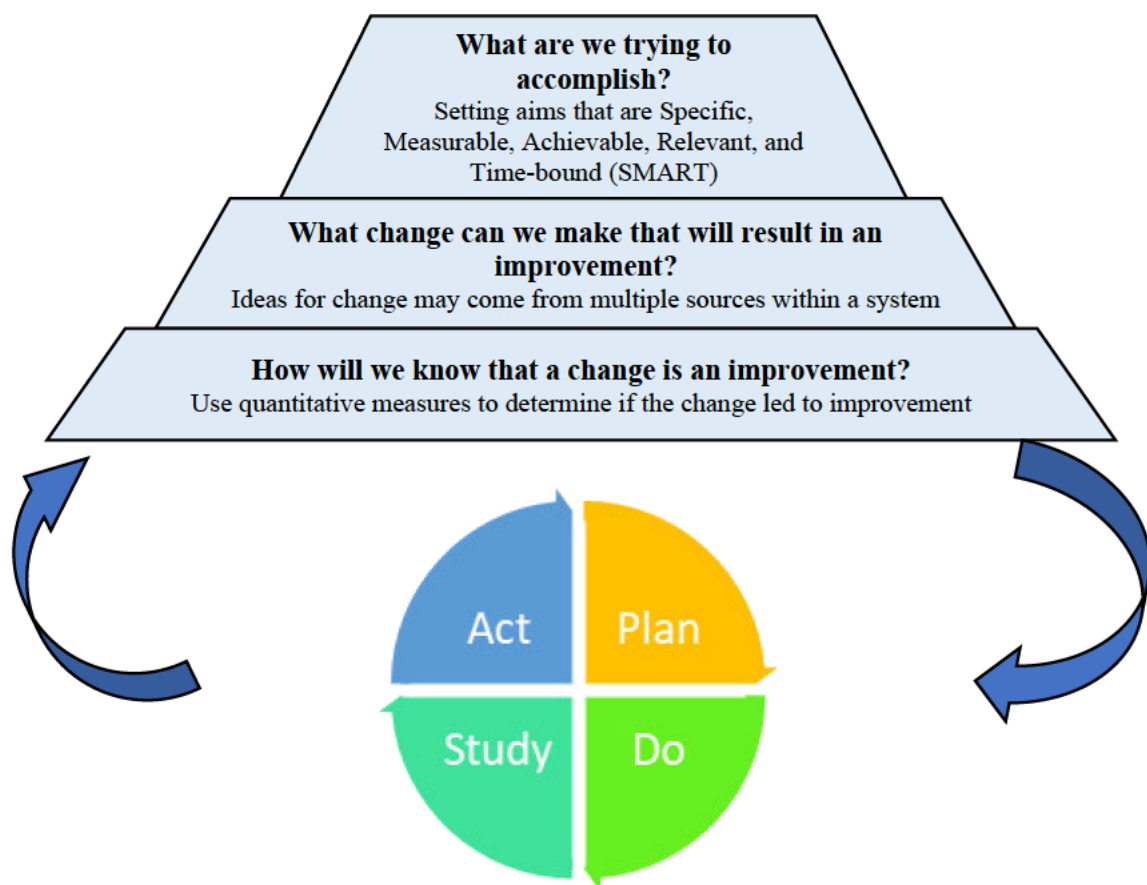 What are we trying to
accomplish?
Setting aims that are Specific,
Measurable, Achievable, Relevant, and
Time-bound (SMART)
What change can we make that will result in an
improvement?
Ideas for change may come from multiple sources within a system
How will we know that a change is an improvement?
Use quantitative measures to determine if the change led to improvement
Act Plan
Study Do